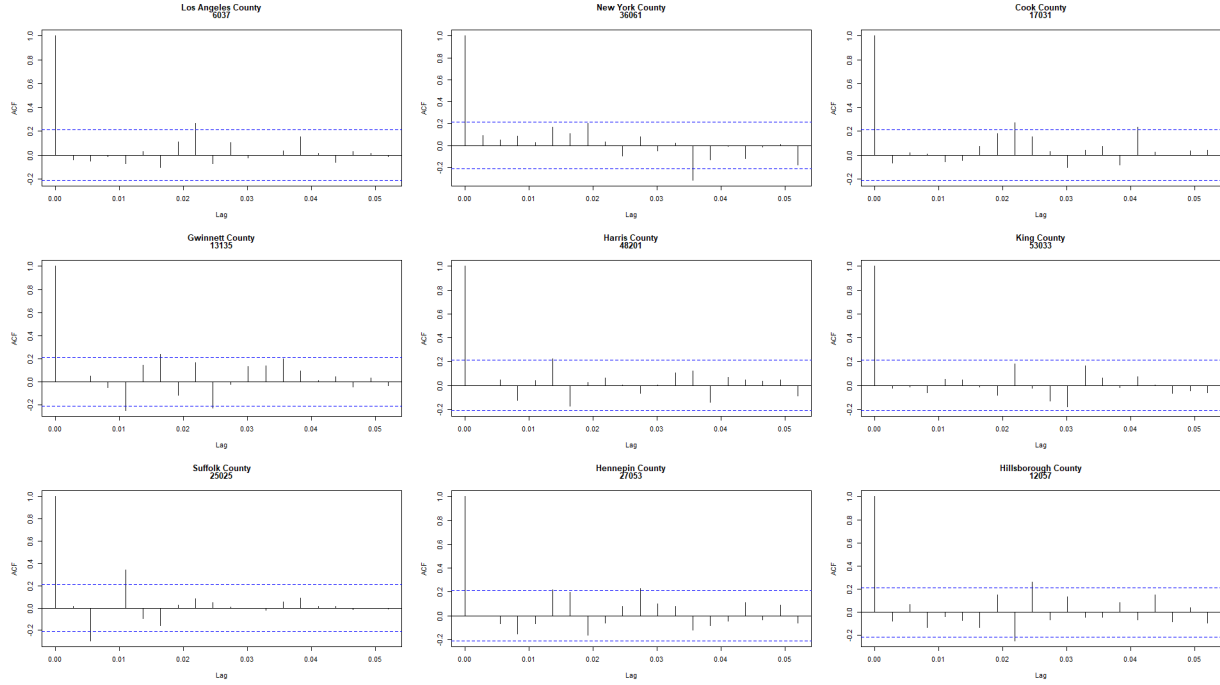 Los Angeles County
6037
ACF
1.0
0.8
0.6
0.4
0.2
0.0
-0.2
0.00 0.01 0.02 0.03 0.04 0.05
Lag
New York County
36061
ACF
1.0
0.8
0.6
0.4
0.2
0.0
-0.2
0.00 0.01 0.02 0.03 0.04 0.05
Lag
Cook County
17031
ACF
1.0
0.8
0.6
0.4
0.2
0.0
-0.2
0.00 0.01 0.02 0.03 0.04 0.05
Lag
Gwinnett County
13135
ACF
1.0
0.8
0.6
0.4
0.2
0.0
-0.2
0.00 0.01 0.02 0.03 0.04 0.05
Lag
Harris County
48201
ACF
1.0
0.8
0.6
0.4
0.2
0.0
-0.2
0.00 0.01 0.02 0.03 0.04 0.05
Lag
King County
53033
ACF
1.0
0.8
0.6
0.4
0.2
0.0
-0.2
0.00 0.01 0.02 0.03 0.04 0.05
Lag
Suffolk County
25025
ACF
1.0
0.8
0.6
0.4
0.2
0.0
-0.2
0.00 0.01 0.02 0.03 0.04 0.05
Lag
Hennepin County
27053
ACF
1.0
0.8
0.6
0.4
0.2
0.0
-0.2
0.00 0.01 0.02 0.03 0.04 0.05
Lag
Hillsborough County
12057
ACF
1.0
0.8
0.6
0.4
0.2
0.0
-0.2
0.00 0.01 0.02 0.03 0.04 0.05
Lag